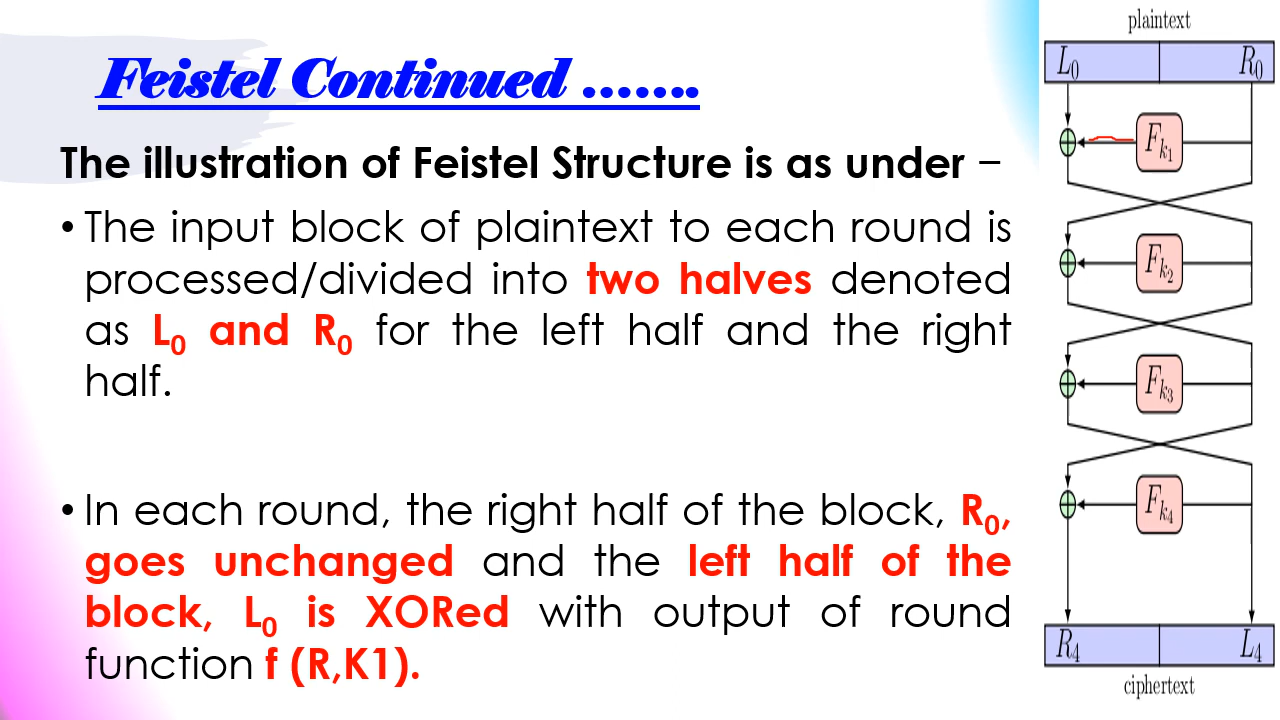 Feistel Continued .......
The illustration of Feistel Structure is as under –
• The input block of plaintext to each round is
processed/divided into two halves denoted
as L₀ and R₀ for the left half and the right
half.
• In each round, the right half of the block, R₀,
goes unchanged and the left half of the
block, L₀ is XORed with output of round
function f (R,K1).
plaintext
L₀ R₀
Fₖ₁
Fₖ₂
Fₖ₃
Fₖ₄
R₄ L₄
ciphertext